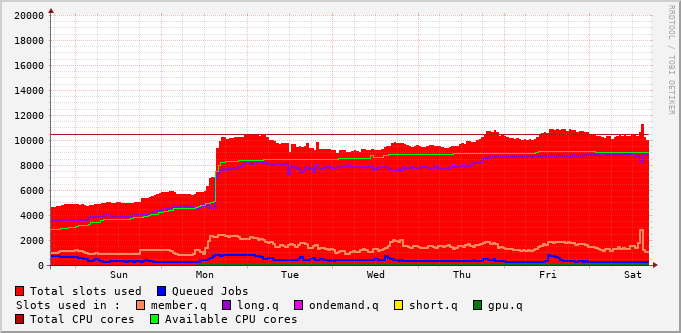 20000
18000
16000
14000
12000
10000
8000
6000
4000
2000
0
Sun Mon Tue Wed Thu Fri Sat
RRDTOOL / TOBI OETIKER
Total slots used Queued Jobs
Slots used in : member.q long.q ondemand.q short.q gpu.q
Total CPU cores Available CPU cores